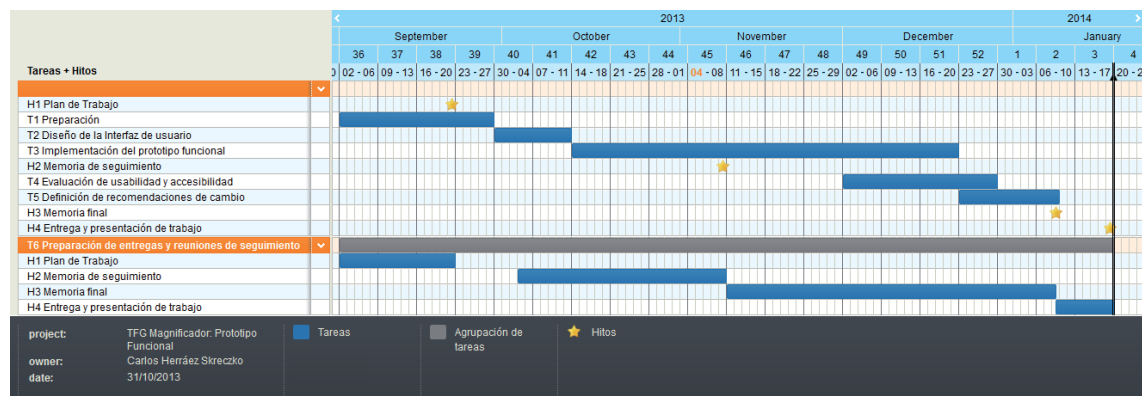 2013 2014
September October November December January
36 37 38 39 40 41 42 43 44 45 46 47 48 49 50 51 52 1 2 3 4
Tareas + Hitos
02 - 06 09 - 13 16 - 20 23 - 27 30 - 04 07 - 11 14 - 18 21 - 25 28 - 01 04 - 08 11 - 15 18 - 22 25 - 29 02 - 06 09 - 13 16 - 20 23 - 27 30 - 03 06 - 10 13 - 17 20 - 2
H1 Plan de Trabajo
T1 Preparación
T2 Diseño de la Interfaz de usuario
T3 Implementación del prototipo funcional
H2 Memoria de seguimiento
T4 Evaluación de usabilidad y accesibilidad
T5 Definición de recomendaciones de cambio
H3 Memoria final
H4 Entrega y presentación de trabajo
T6 Preparación de entregas y reuniones de seguimiento
H1 Plan de Trabajo
H2 Memoria de seguimiento
H3 Memoria final
H4 Entrega y presentación de trabajo
project: TFG Magnificador: Prototipo
Funcional
owner: Carlos Herráez Skreczko
date: 31/10/2013
Tareas
Agrupación de
tareas
Hitos